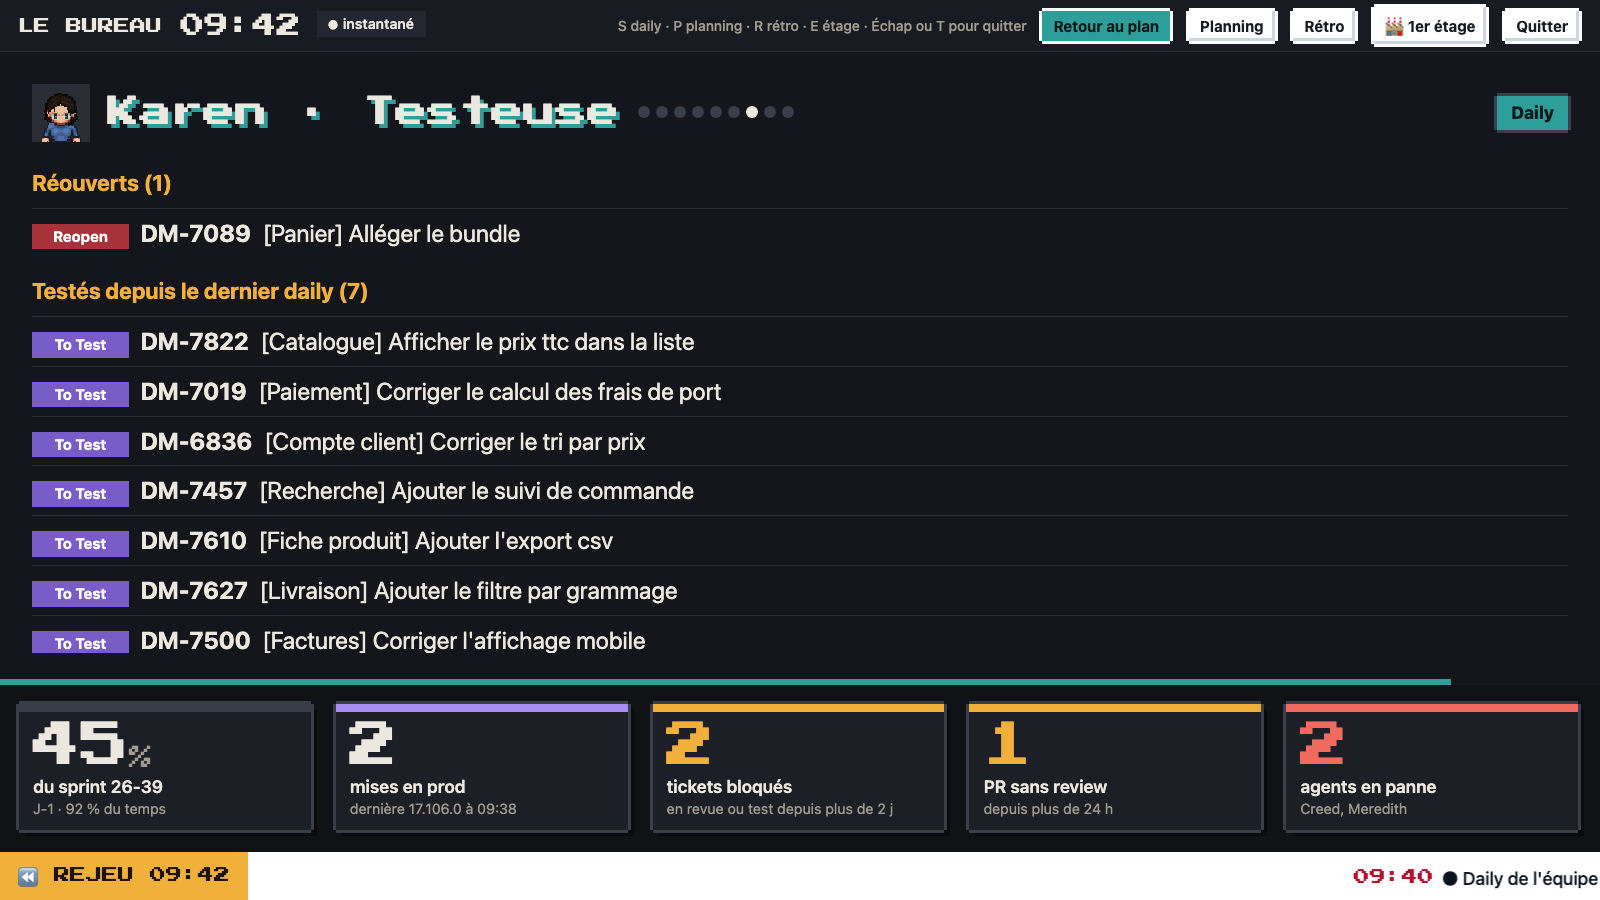 LE BUREAU 09:42 ● instantané
S daily · P planning · R rétro · E étage · Échap ou T pour quitter
Retour au plan
Planning
Rétro
1er étage
Quitter
Karen · Testeuse
Daily
Réouverts (1)
Reopen DM-7089 [Panier] Alléger le bundle
Testés depuis le dernier daily (7)
To Test DM-7822 [Catalogue] Afficher le prix ttc dans la liste
To Test DM-7019 [Paiement] Corriger le calcul des frais de port
To Test DM-6836 [Compte client] Corriger le tri par prix
To Test DM-7457 [Recherche] Ajouter le suivi de commande
To Test DM-7610 [Fiche produit] Ajouter l'export csv
To Test DM-7627 [Livraison] Ajouter le filtre par grammage
To Test DM-7500 [Factures] Corriger l'affichage mobile
45%
du sprint 26-39
J-1 · 92 % du temps
2
mises en prod
dernière 17.106.0 à 09:38
2
tickets bloqués
en revue ou test depuis plus de 2 j
1
PR sans review
depuis plus de 24 h
2
agents en panne
Creed, Meredith
REJEU 09:42
09:40 ● Daily de l'équipe